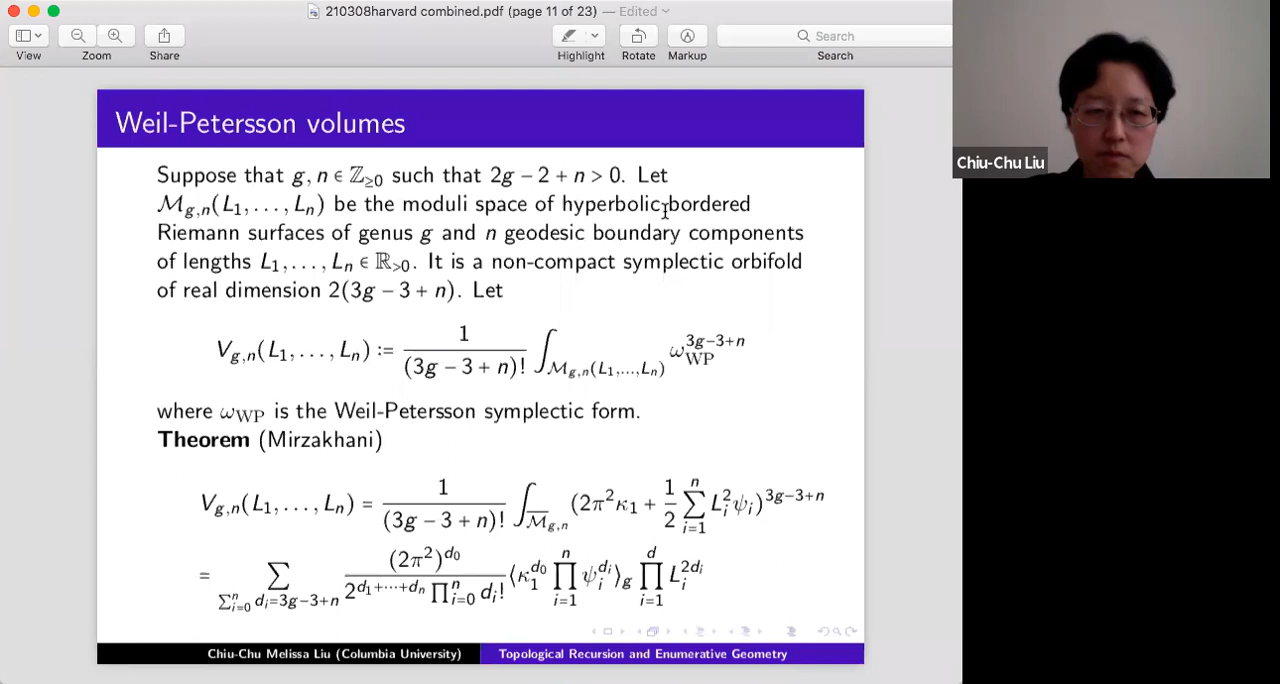 210308harvard combined.pdf (page 11 of 23) — Edited
View Zoom Share Highlight Rotate Markup Search
Search
Weil-Petersson volumes
Suppose that g, n ∈ ℤ≥0 such that 2g − 2 + n > 0. Let
ℳg,n(L1, . . . , Ln) be the moduli space of hyperbolic bordered
Riemann surfaces of genus g and n geodesic boundary components
of lengths L1, . . . , Ln ∈ ℝ>0. It is a non-compact symplectic orbifold
of real dimension 2(3g − 3 + n). Let
Vg,n(L1, . . . , Ln) := 1/(3g − 3 + n)! ∫ℳg,n(L1,...,Ln) ωWP^{3g−3+n}
where ωWP is the Weil-Petersson symplectic form.
Theorem (Mirzakhani)
Vg,n(L1, . . . , Ln) = 1/(3g − 3 + n)! ∫ℳ̅g,n (2π²κ1 + 1/2 ∑_{i=1}^{n} Li²ψi)^{3g−3+n}
= ∑_{∑_{i=0}^{n} di=3g−3+n} (2π²)^{d0} / (2^{d1+···+dn} ∏_{i=0}^{n} di!) ⟨κ1^{d0} ∏_{i=1}^{n} ψi^{di}⟩g ∏_{i=1}^{d} Li^{2di}
Chiu-Chu Melissa Liu (Columbia University) Topological Recursion and Enumerative Geometry
Chiu-Chu Liu